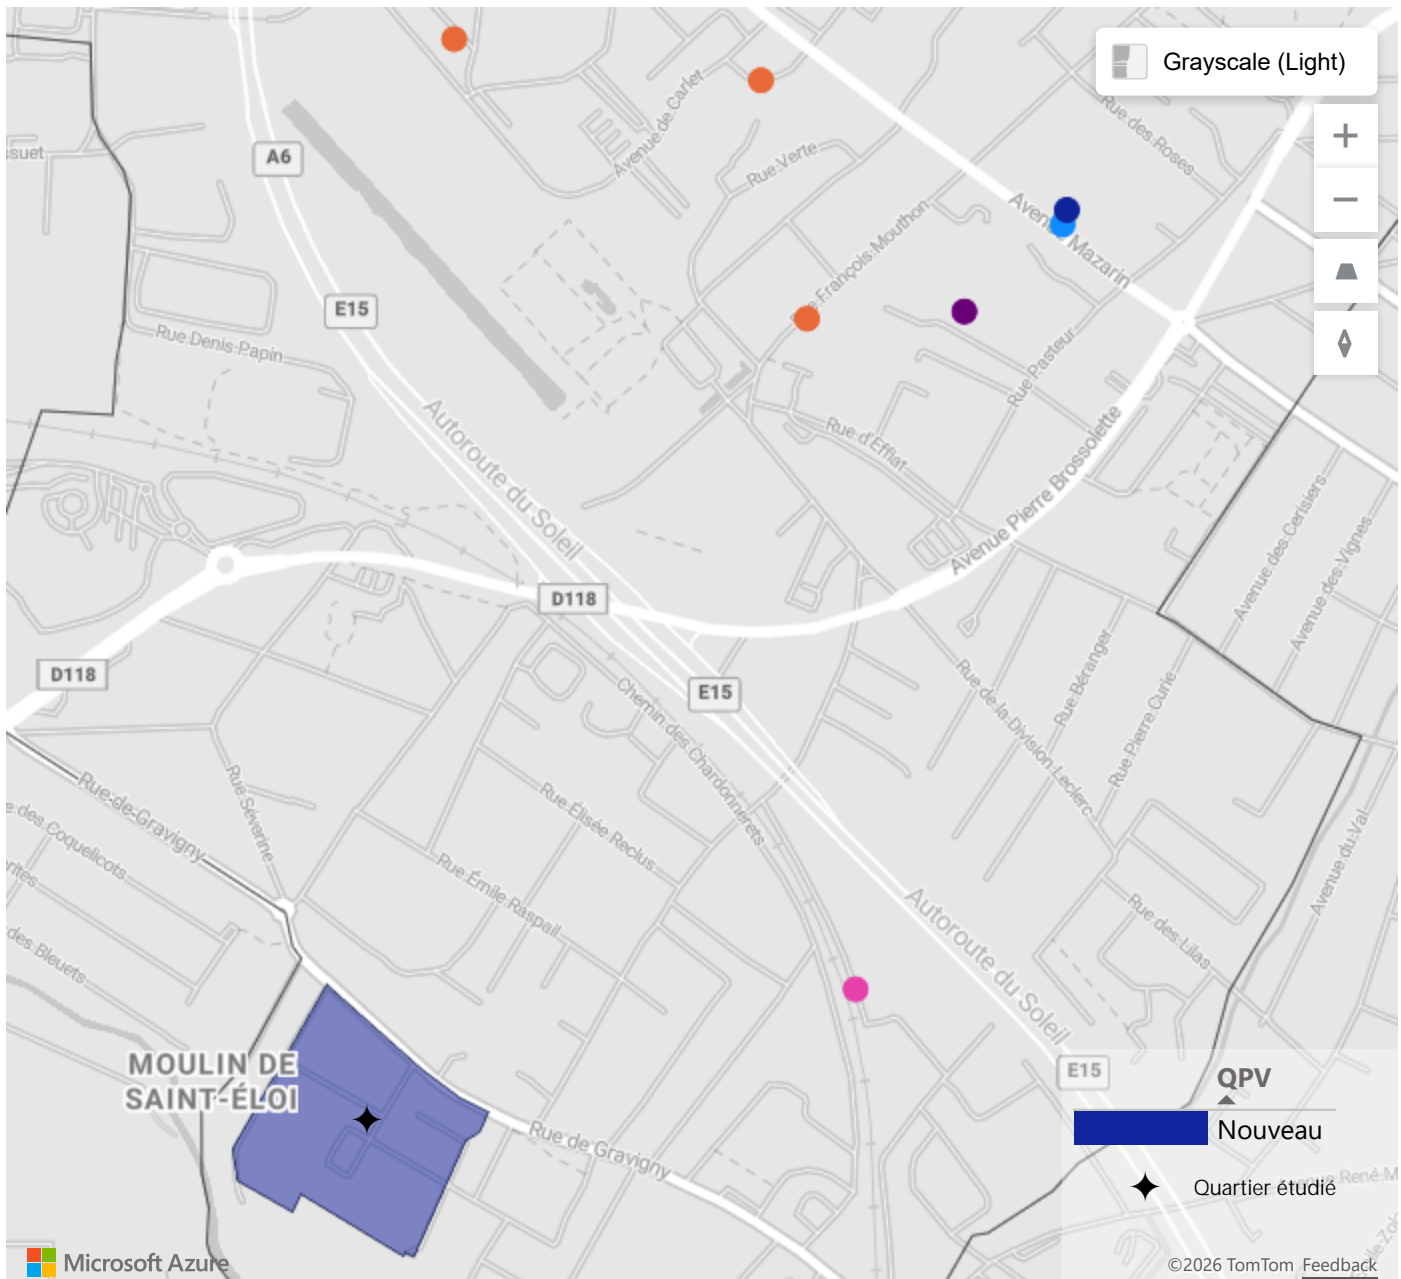 Grayscale (Light)
Rue des Roses
Avenue de Carlet
A6
ssuet
Rue Verte
Avenue Mazarin
Rue François Mouthon
E15
Rue Denis Papin
Rue Pasteur
Autoroute du Soleil
Rue d'Effiat
Avenue Pierre Brossolette
Avenue des Cerisiers
Avenue des Vignes
D118
D118
E15
Chemin des Chardonnerets
Rue de la Division Leclerc
Rue Béranger
Rue Pierre Curie
Rue de Gravigny
Rue Séverine
e des Coquelicots
Rue Élisée Reclus
Rue Émile Raspail
Avenue du Val
rites
des Bleuets
Rue des Lilas
Autoroute du Soleil
MOULIN DE
SAINT-ÉLOI
E15
QPV
Nouveau
Rue de Gravigny
Quartier étudié
René M
Microsoft Azure
©2026 TomTom Feedback